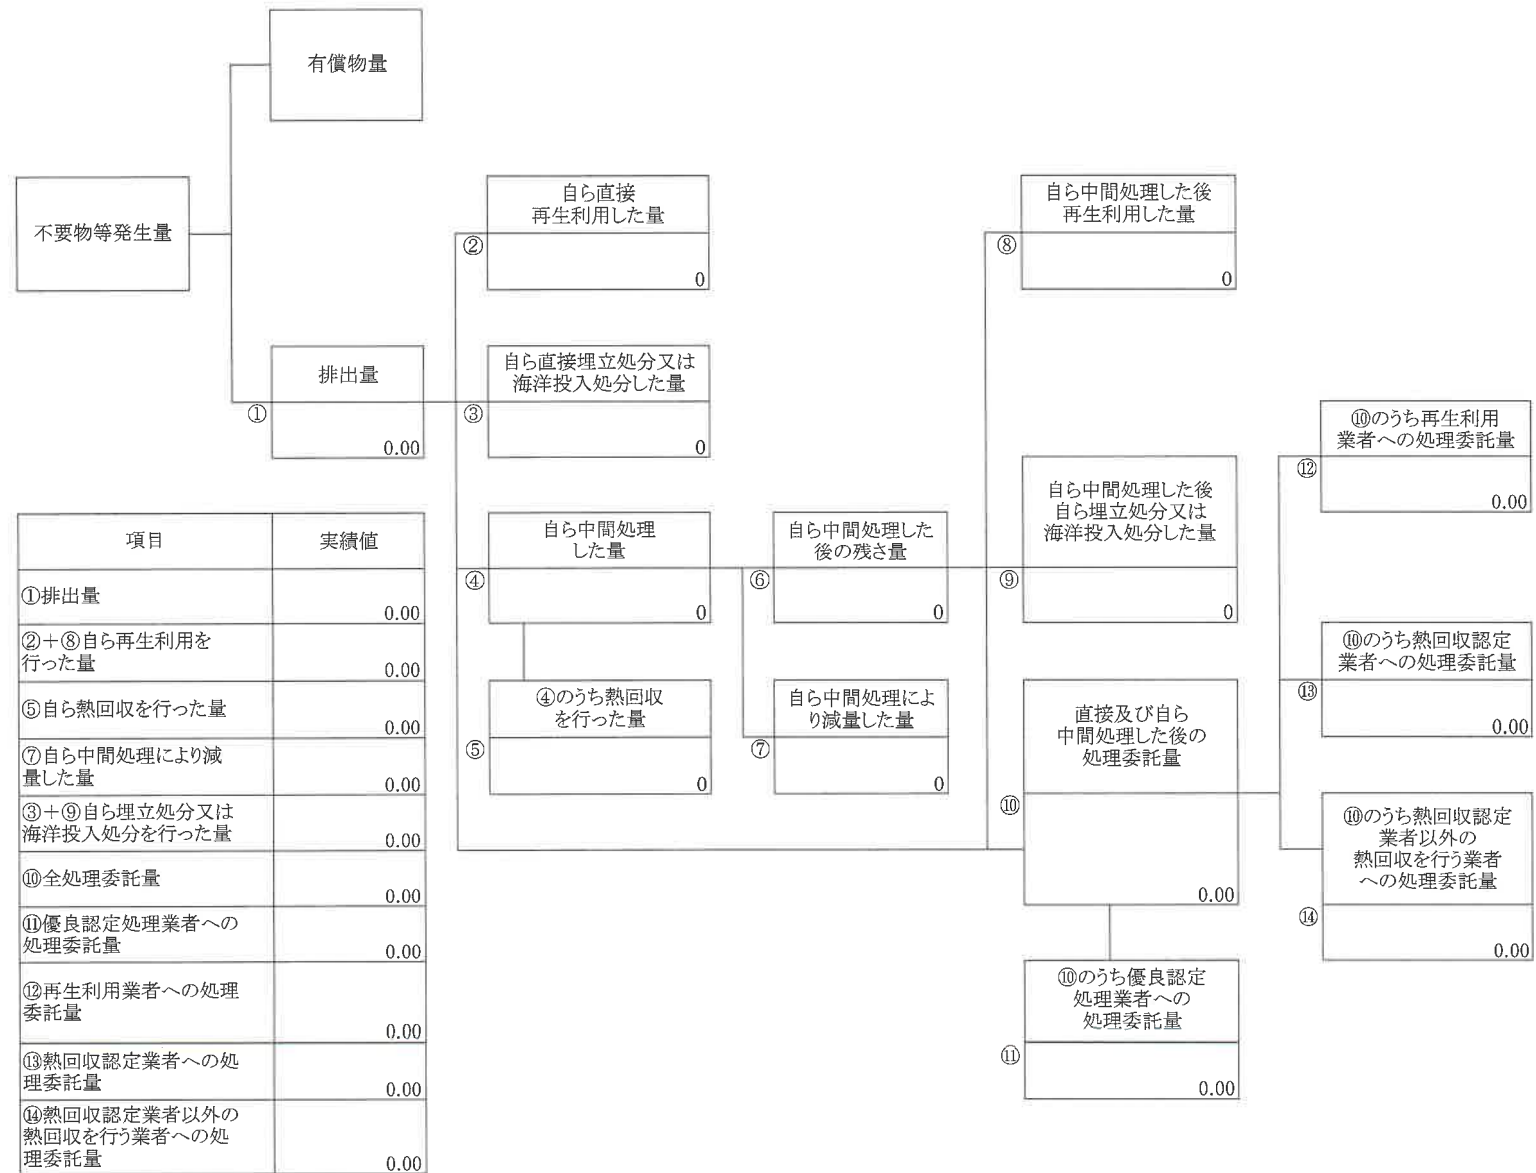 有償物量
不要物等発生量
自ら直接
再生利用した量
②
0
自ら中間処理した後
再生利用した量
⑧
0
排出量
①
0.00
自ら直接埋立処分又は
海洋投入処分した量
③
0
⑩のうち再生利用
業者への処理委託量
⑫
0.00
自ら中間処理
した量
④
0
自ら中間処理した
後の残さ量
⑥
0
自ら中間処理した後
自ら埋立処分又は
海洋投入処分した量
⑨
0
⑩のうち熱回収認定
業者への処理委託量
⑬
0.00
④のうち熱回収
を行った量
⑤
0
自ら中間処理によ
り減量した量
⑦
0
直接及び自ら
中間処理した後の
処理委託量
⑩
0.00
⑩のうち熱回収認定
業者以外の
熱回収を行う業者
への処理委託量
⑭
0.00
⑩のうち優良認定
処理業者への
処理委託量
⑪
0.00
項目 実績値
①排出量
0.00
②+⑧自ら再生利用を
行った量
0.00
⑤自ら熱回収を行った量
0.00
⑦自ら中間処理により減
量した量
0.00
③+⑨自ら埋立処分又は
海洋投入処分を行った量
0.00
⑩全処理委託量
0.00
⑪優良認定処理業者への
処理委託量
0.00
⑫再生利用業者への処理
委託量
0.00
⑬熱回収認定業者への処
理委託量
0.00
⑭熱回収認定業者以外の
熱回収を行う業者への処
理委託量
0.00